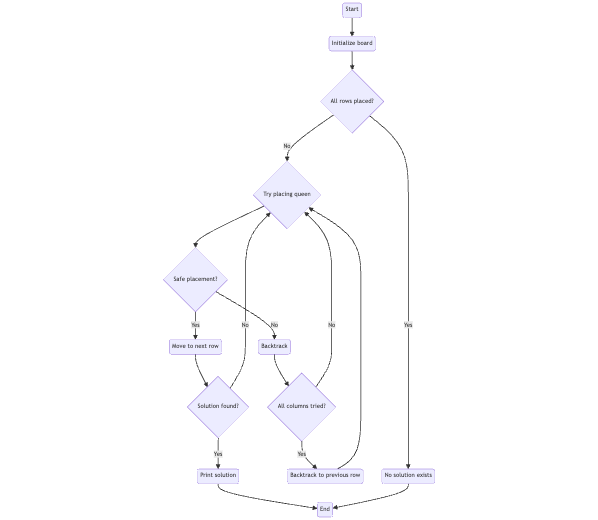 Start
Initialize board
All rows placed?
No
Try placing queen
Safe placement?
Yes
No
No
No
Yes
Move to next row
Backtrack
Solution found?
All columns tried?
Yes
Yes
Print solution
Backtrack to previous row
No solution exists
End